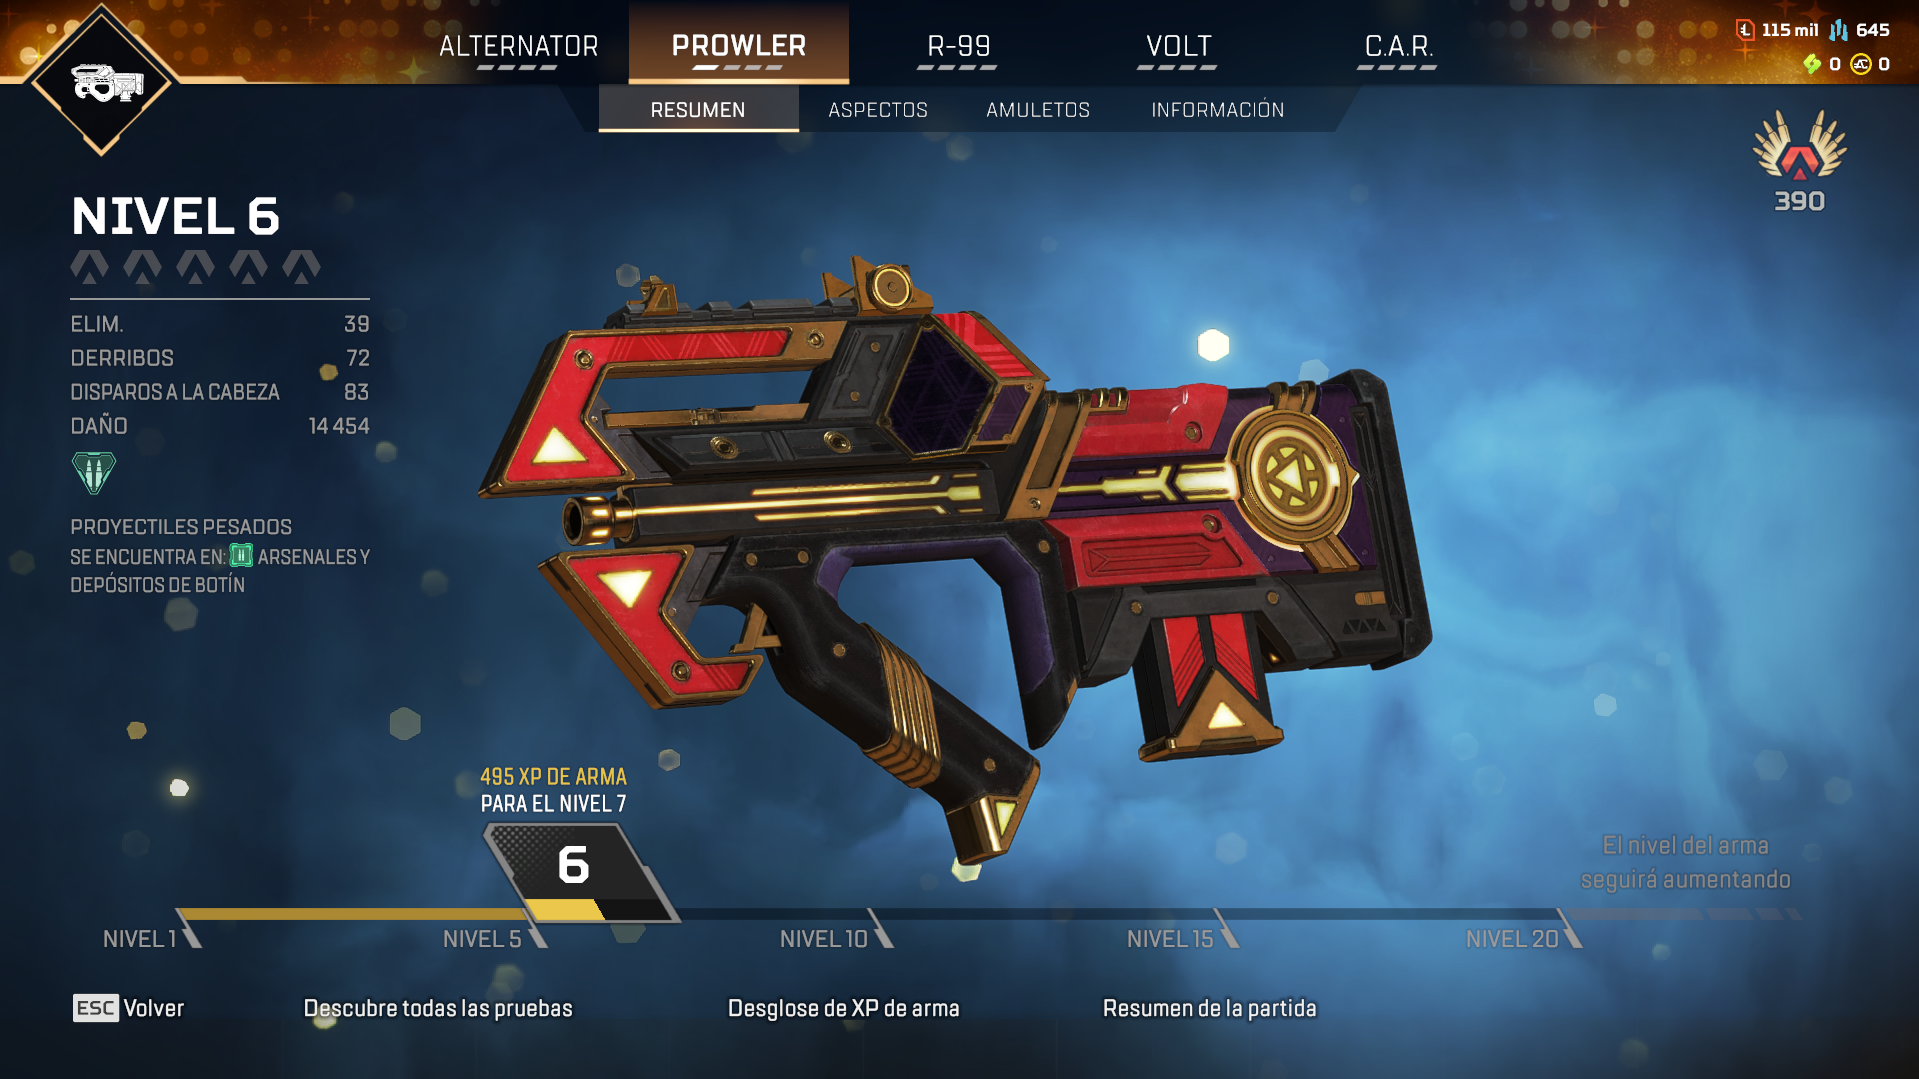 ALTERNATOR
PROWLER
R-99
VOLT
C.A.R.
115 mil
645
0
0
RESUMEN
ASPECTOS
AMULETOS
INFORMACIÓN
390
NIVEL 6
ELIM. 39
DERRIBOS 72
DISPAROS A LA CABEZA 83
DAÑO 14 454
PROYECTILES PESADOS
SE ENCUENTRA EN: ARSENALES Y
DEPÓSITOS DE BOTÍN
495 XP DE ARMA
PARA EL NIVEL 7
6
El nivel del arma
seguirá aumentando
NIVEL 1
NIVEL 5
NIVEL 10
NIVEL 15
NIVEL 20
ESC Volver
Descubre todas las pruebas
Desglose de XP de arma
Resumen de la partida